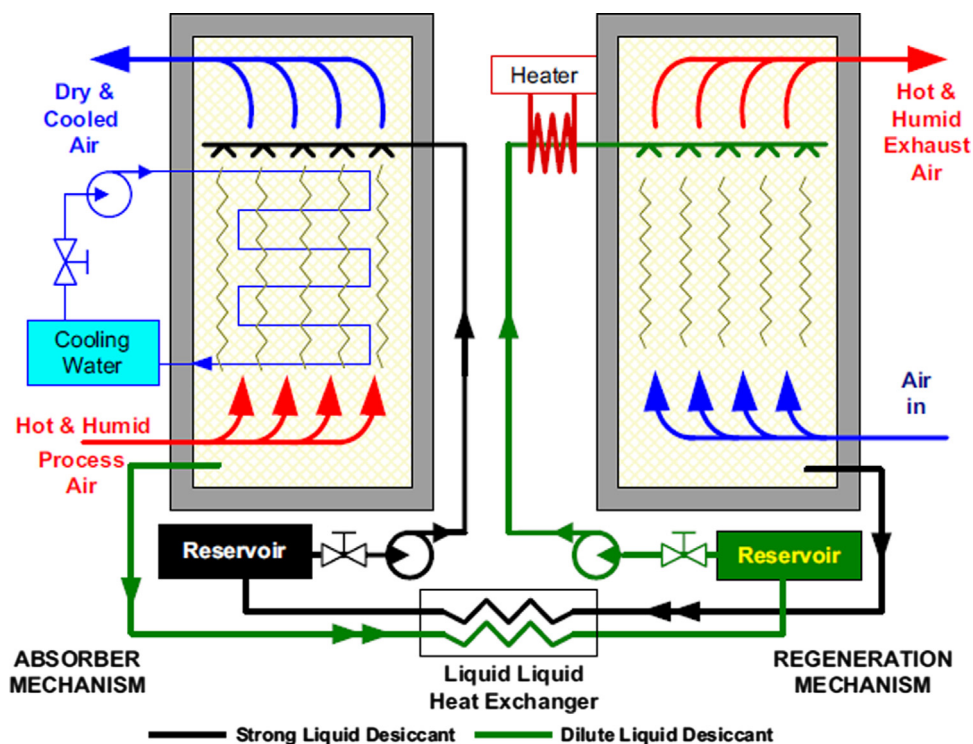 Dry &
Cooled
Air
Heater
Hot &
Humid
Exhaust
Air
Cooling
Water
Air
in
Hot & Humid
Process
Air
Reservoir
Reservoir
ABSORBER
MECHANISM
Liquid Liquid
Heat Exchanger
REGENERATION
MECHANISM
Strong Liquid Desiccant
Dilute Liquid Desiccant